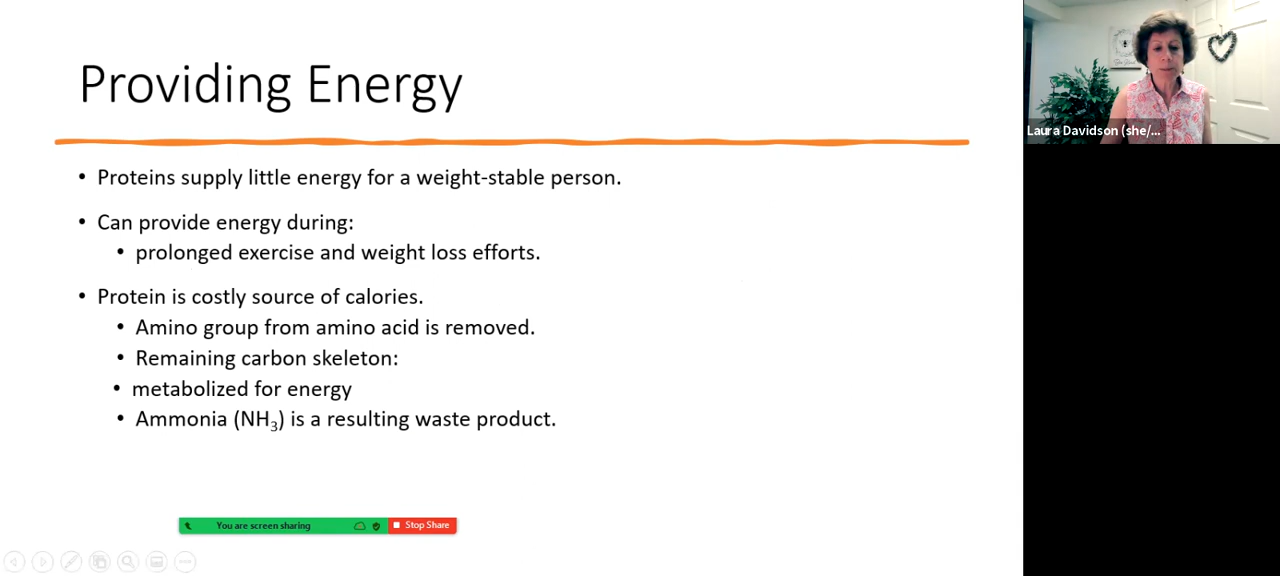 Providing Energy
• Proteins supply little energy for a weight-stable person.
• Can provide energy during:
• prolonged exercise and weight loss efforts.
• Protein is costly source of calories.
• Amino group from amino acid is removed.
• Remaining carbon skeleton:
• metabolized for energy
• Ammonia (NH₃) is a resulting waste product.
You are screen sharing
Stop Share
Laura Davidson (she/...